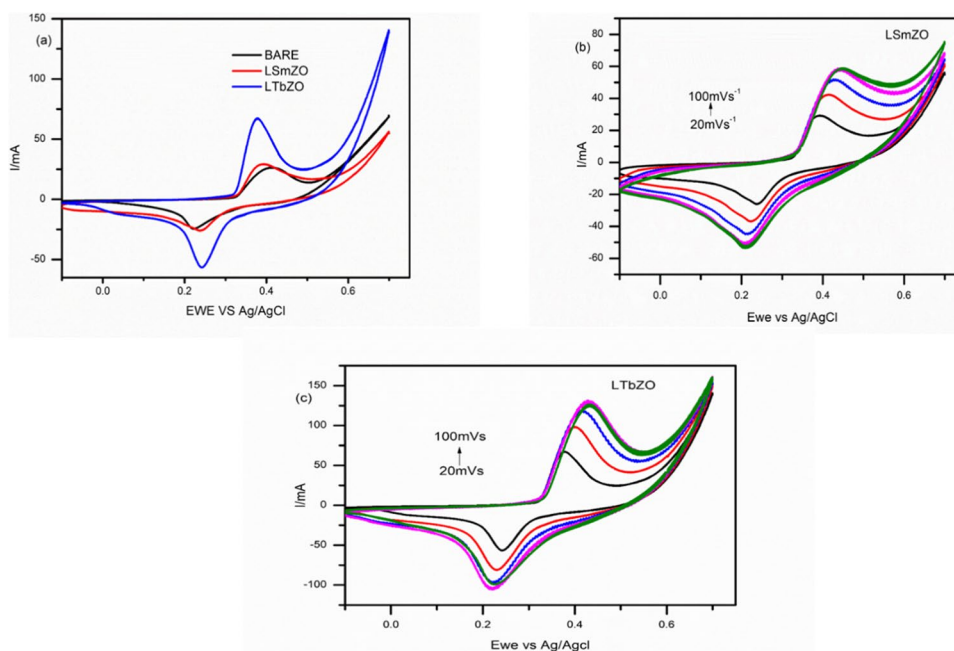 (a)
BARE
LSmZO
LTbZO
150
100
50
0
-50
I/mA
0.0 0.2 0.4 0.6
EWE VS Ag/AgCl
(b)
LSmZO
100mVs⁻¹
20mVs⁻¹
80
60
40
20
0
-20
-40
-60
I/mA
0.0 0.2 0.4 0.6
Ewe vs Ag/AgCl
(c)
LTbZO
100mVs
20mVs
150
100
50
0
-50
-100
I/mA
0.0 0.2 0.4 0.6
Ewe vs Ag/Agcl